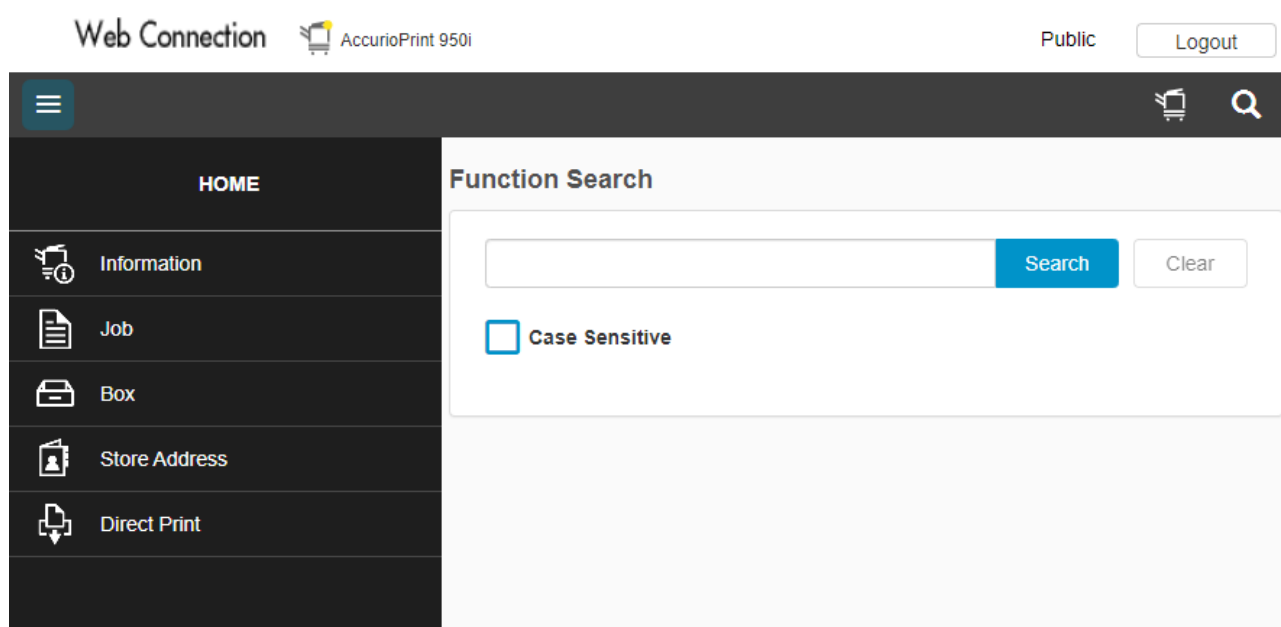 Web Connection AccurioPrint 950i Public Logout
HOME
Function Search
Information
Search Clear
Job
Case Sensitive
Box
Store Address
Direct Print